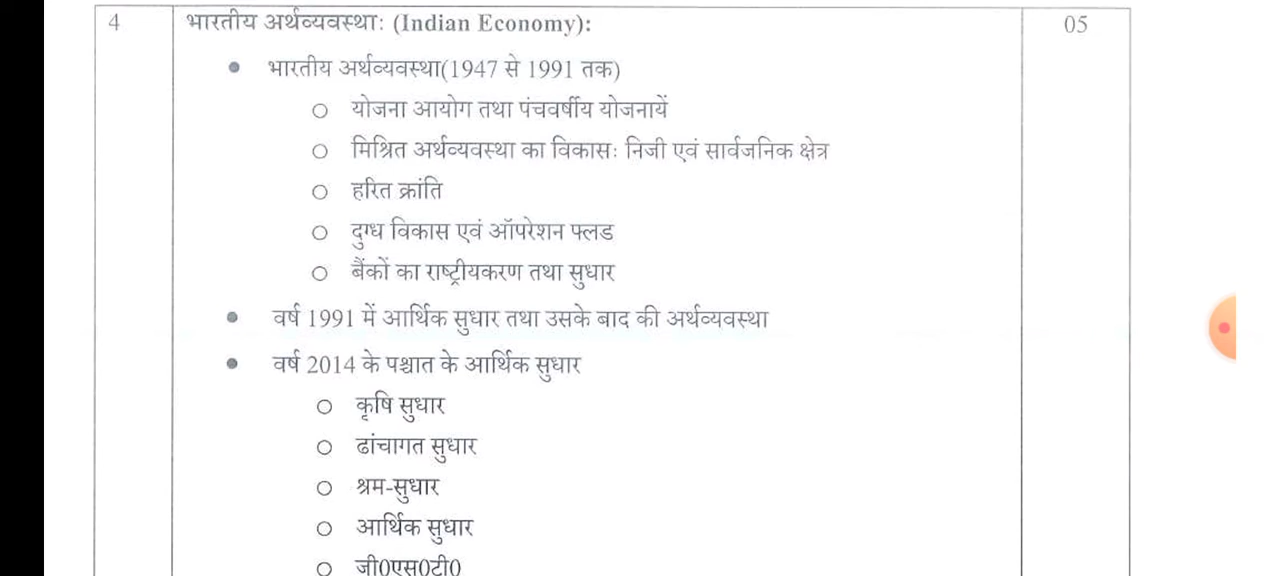 4 भारतीय अर्थव्यवस्था: (Indian Economy): 05
• भारतीय अर्थव्यवस्था(1947 से 1991 तक)
o योजना आयोग तथा पंचवर्षीय योजनायें
o मिश्रित अर्थव्यवस्था का विकासः निजी एवं सार्वजनिक क्षेत्र
o हरित क्रांति
o दुग्ध विकास एवं ऑपरेशन फ्लड
o बैंकों का राष्ट्रीयकरण तथा सुधार
• वर्ष 1991 में आर्थिक सुधार तथा उसके बाद की अर्थव्यवस्था
• वर्ष 2014 के पश्चात के आर्थिक सुधार
o कृषि सुधार
o ढांचागत सुधार
o श्रम-सुधार
o आर्थिक सुधार
o जी0एस0टी0